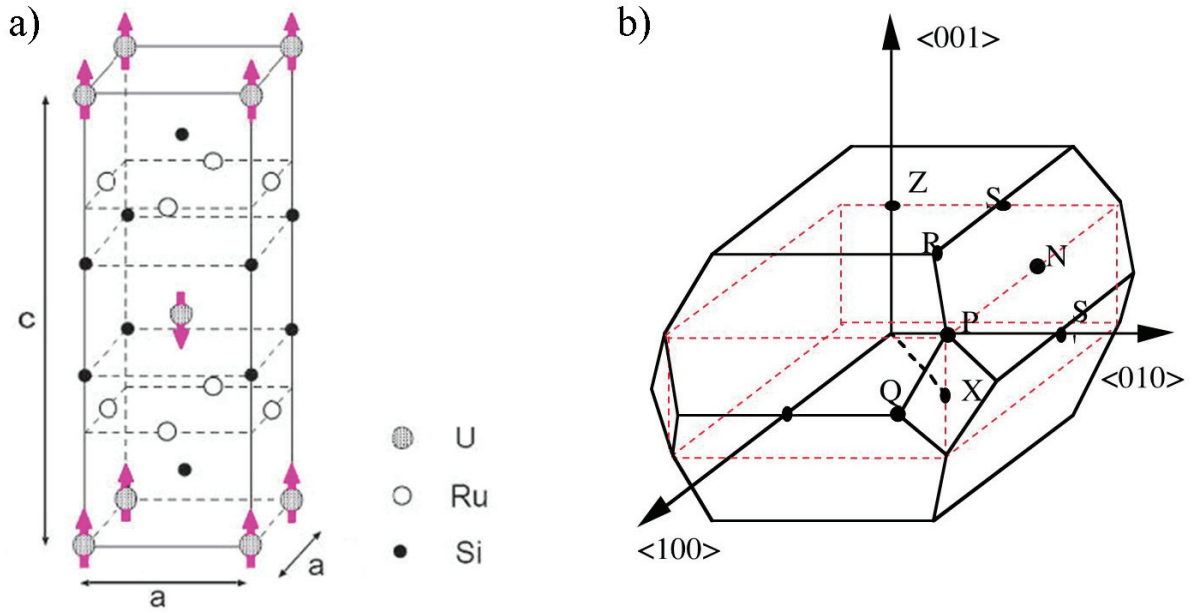 a)
c
a
a
U
Ru
Si
b)
<001>
Z
S
R
N
P
S
'
<010>
Q
X
<100>